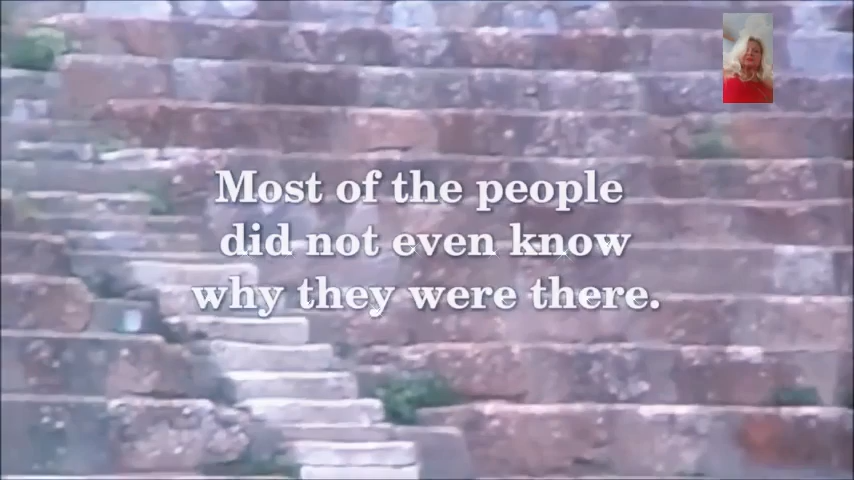 Most of the people
did not even know
why they were there.